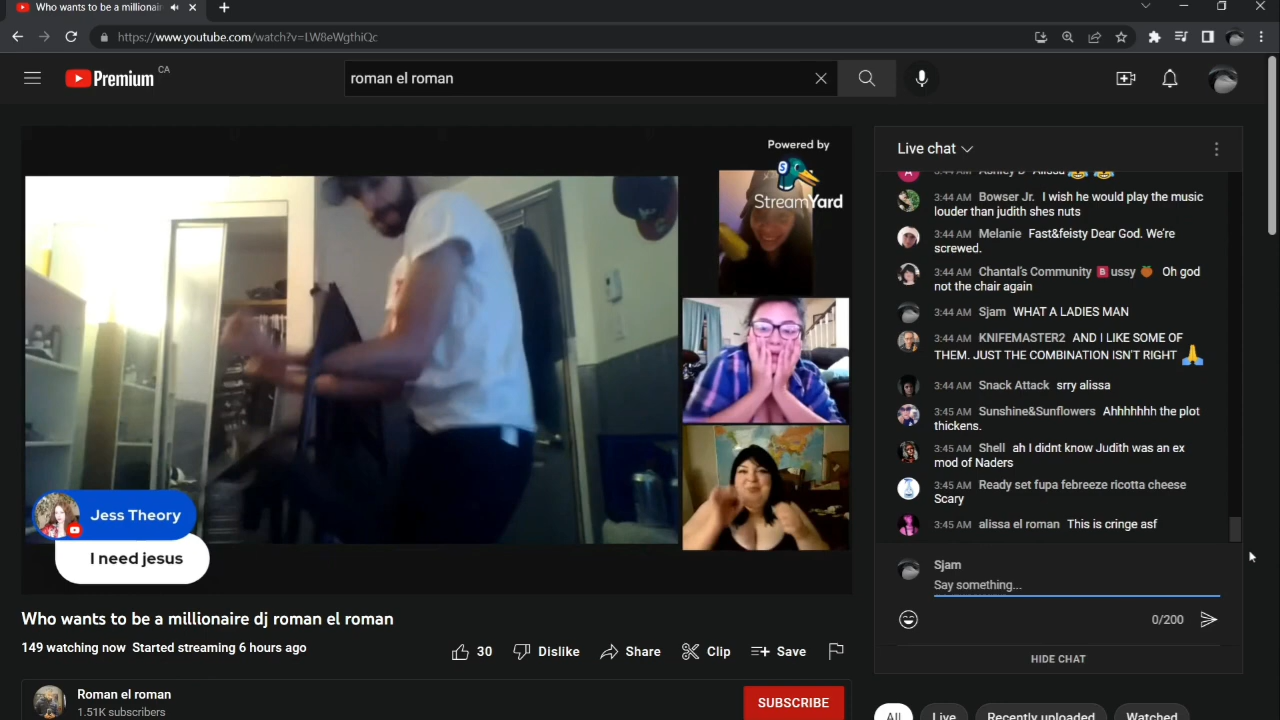 Who wants to be a millionair
https://www.youtube.com/watch?v=LW8eWgthiQc
Premium CA
roman el roman
Powered by
StreamYard
Jess Theory
I need jesus
Who wants to be a millionaire dj roman el roman
149 watching now Started streaming 6 hours ago
30
Dislike
Share
Clip
Save
Roman el roman
1.51K subscribers
SUBSCRIBE
Live chat
3:44 AM Ashley D Alissa
3:44 AM Bowser Jr. I wish he would play the music
louder than judith shes nuts
3:44 AM Melanie Fast&feisty Dear God. We're
screwed.
3:44 AM Chantal's Community 🅱ussy 🍑 Oh god
not the chair again
3:44 AM Sjam WHAT A LADIES MAN
3:44 AM KNIFEMASTER2 AND I LIKE SOME OF
THEM. JUST THE COMBINATION ISN'T RIGHT 🙏
3:44 AM Snack Attack srry alissa
3:45 AM Sunshine&Sunflowers Ahhhhhhh the plot
thickens.
3:45 AM Shell ah I didnt know Judith was an ex
mod of Naders
3:45 AM Ready set fupa febreeze ricotta cheese
Scary
3:45 AM alissa el roman This is cringe asf
Sjam
Say something...
0/200
HIDE CHAT
All
Live
Recently uploaded
Watched